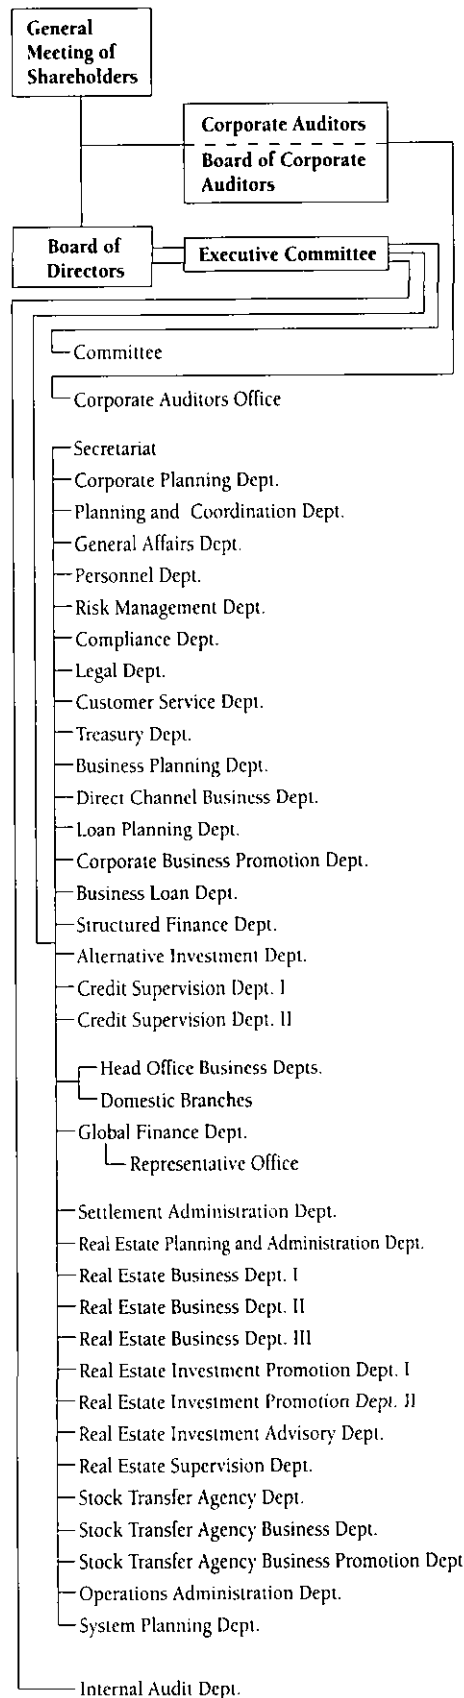 General
Meeting of
Shareholders
Corporate Auditors
Board of Corporate
Auditors
Board of
Directors
Executive Committee
Committee
Corporate Auditors Office
Secretariat
Corporate Planning Dept.
Planning and Coordination Dept.
General Affairs Dept.
Personnel Dept.
Risk Management Dept.
Compliance Dept.
Legal Dept.
Customer Service Dept.
Treasury Dept.
Business Planning Dept.
Direct Channel Business Dept.
Loan Planning Dept.
Corporate Business Promotion Dept.
Business Loan Dept.
Structured Finance Dept.
Alternative Investment Dept.
Credit Supervision Dept. I
Credit Supervision Dept. II
Head Office Business Depts.
Domestic Branches
Global Finance Dept.
Representative Office
Settlement Administration Dept.
Real Estate Planning and Administration Dept.
Real Estate Business Dept. I
Real Estate Business Dept. II
Real Estate Business Dept. III
Real Estate Investment Promotion Dept. I
Real Estate Investment Promotion Dept. II
Real Estate Investment Advisory Dept.
Real Estate Supervision Dept.
Stock Transfer Agency Dept.
Stock Transfer Agency Business Dept.
Stock Transfer Agency Business Promotion Dept
Operations Administration Dept.
System Planning Dept.
Internal Audit Dept.